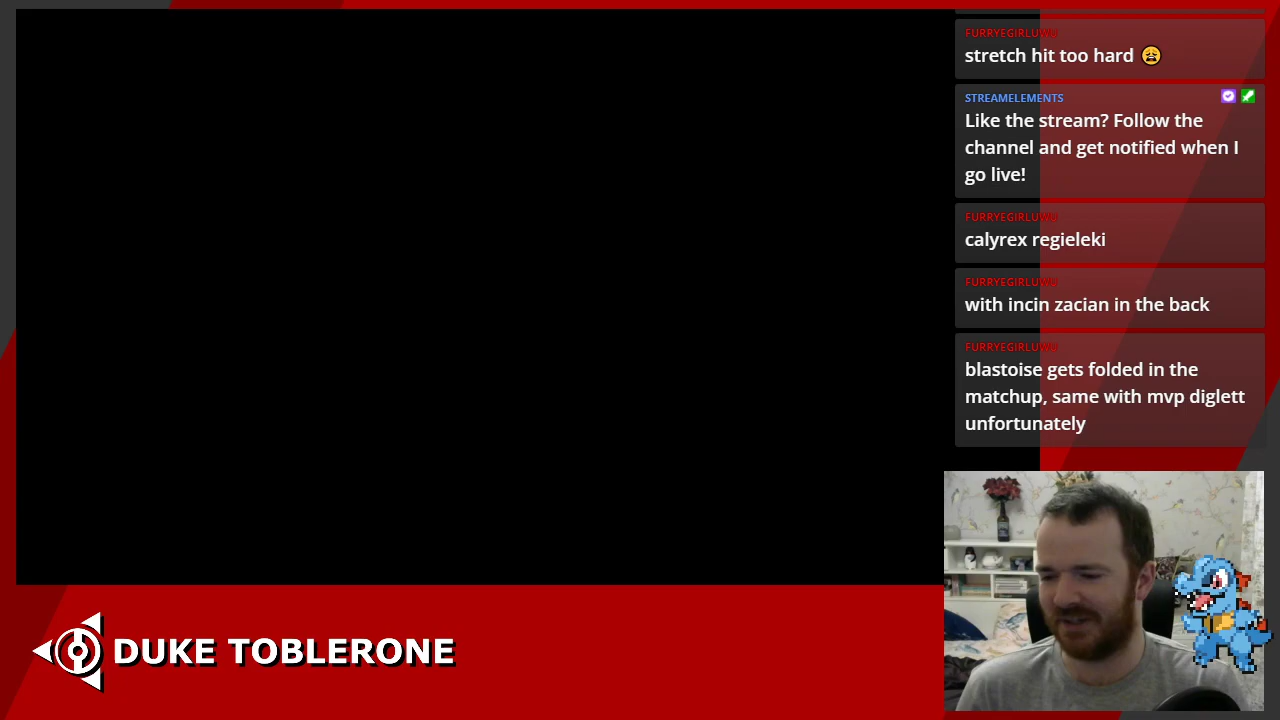 FURRYEGIRLUWU
stretch hit too hard
STREAMELEMENTS
Like the stream? Follow the
channel and get notified when I
go live!
FURRYEGIRLUWU
calyrex regieleki
FURRYEGIRLUWU
with incin zacian in the back
FURRYEGIRLUWU
blastoise gets folded in the
matchup, same with mvp diglett
unfortunately
DUKE TOBLERONE